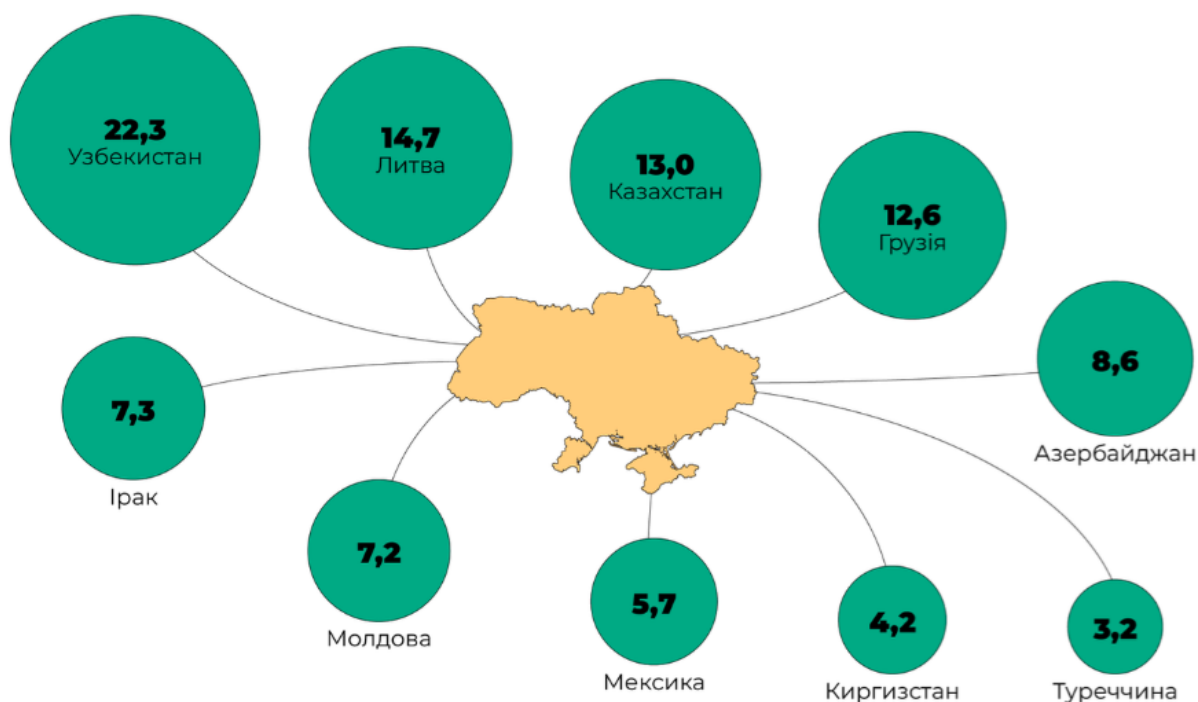 22,3
Узбекистан
14,7
Литва
13,0
Казахстан
12,6
Грузія
8,6
Азербайджан
7,3
Ірак
7,2
Молдова
5,7
Мексика
4,2
Киргизстан
3,2
Туреччина